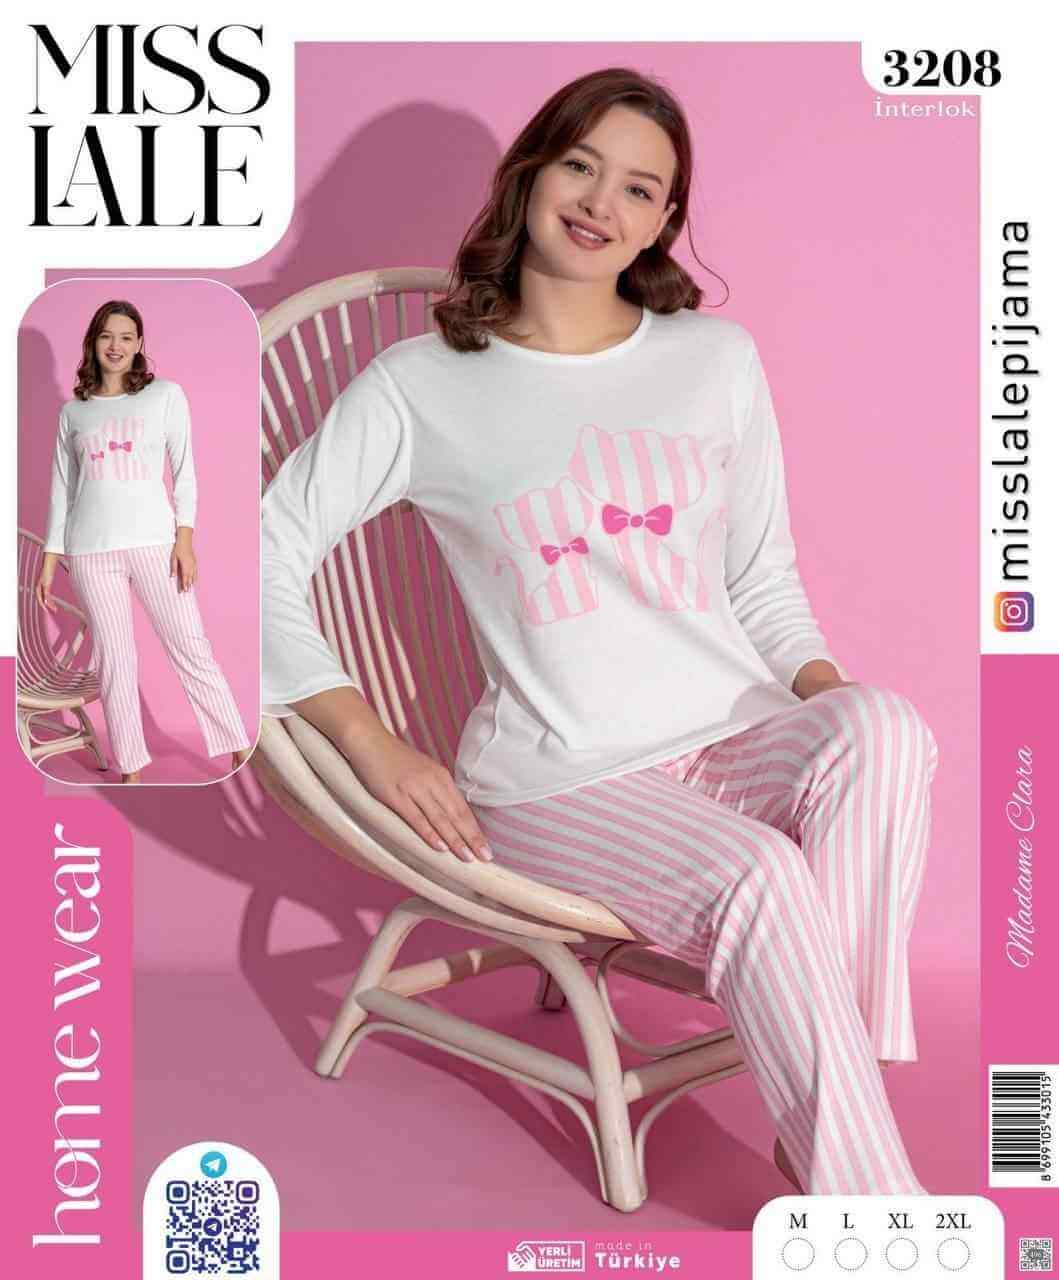 MISS
LALE
3208
İnterlok
misslalepijama
Madame Clara
home wear
8 699105 433015
M L XL 2XL
YERLİ
ÜRETİM
made in
Türkiye